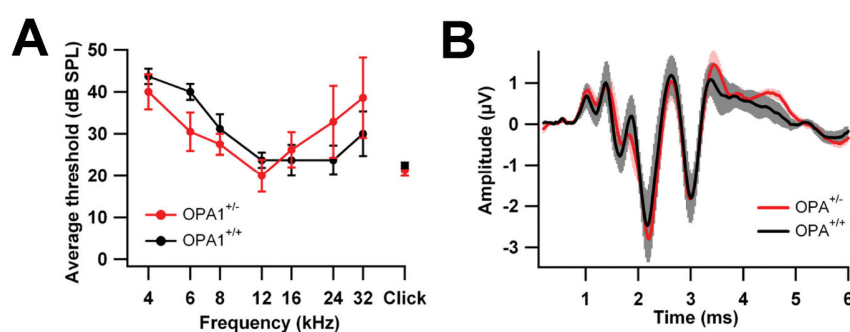 A
50
40
30
20
10
0
Average threshold (dB SPL)
OPA1+/-
OPA1+/+
4 6 8 12 16 24 32 Click
Frequency (kHz)
B
1
0
-1
-2
-3
Amplitude (µV)
OPA+/-
OPA+/+
1 2 3 4 5 6
Time (ms)